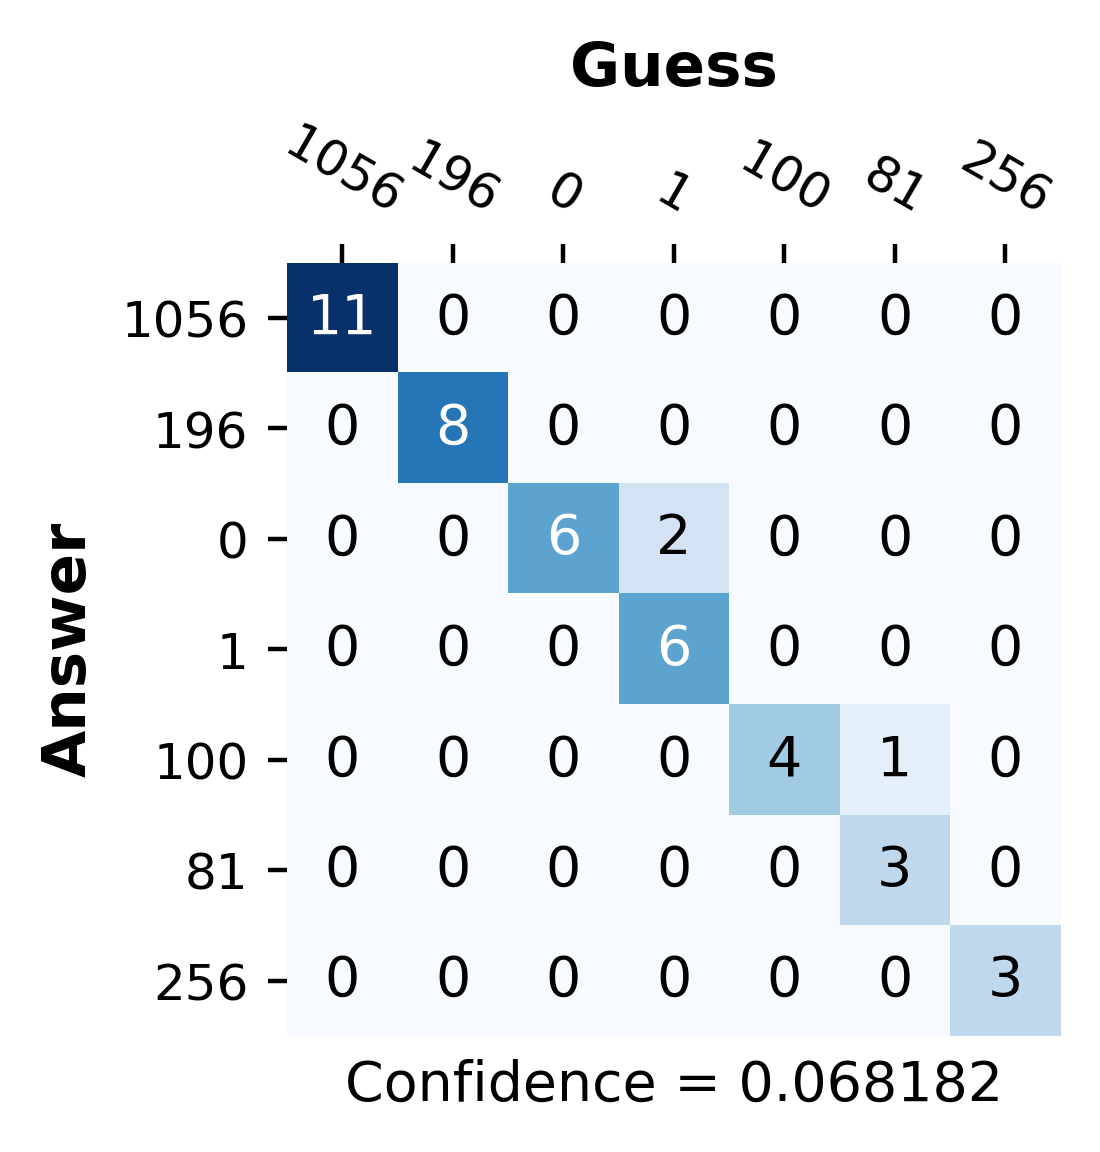 Guess
1056 196 0 1 100 81 256
Answer
1056 11 0 0 0 0 0 0
196 0 8 0 0 0 0 0
0 0 0 6 2 0 0 0
1 0 0 0 6 0 0 0
100 0 0 0 0 4 1 0
81 0 0 0 0 0 3 0
256 0 0 0 0 0 0 3
Confidence = 0.068182